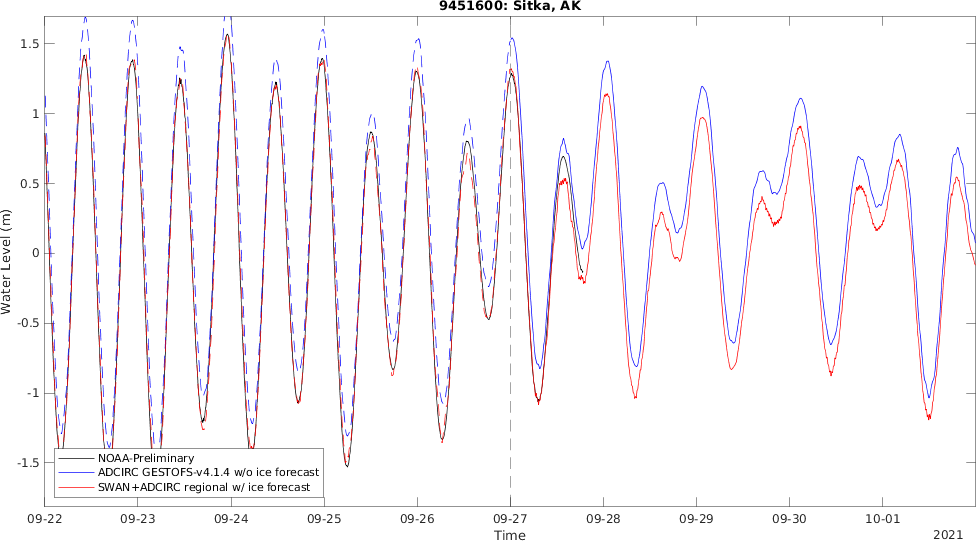 9451600: Sitka, AK
Water Level (m)
1.5
1
0.5
0
-0.5
-1
-1.5
NOAA-Preliminary
ADCIRC GESTOFS-v4.1.4 w/o ice forecast
SWAN+ADCIRC regional w/ ice forecast
09-22 09-23 09-24 09-25 09-26 09-27 09-28 09-29 09-30 10-01
Time
2021